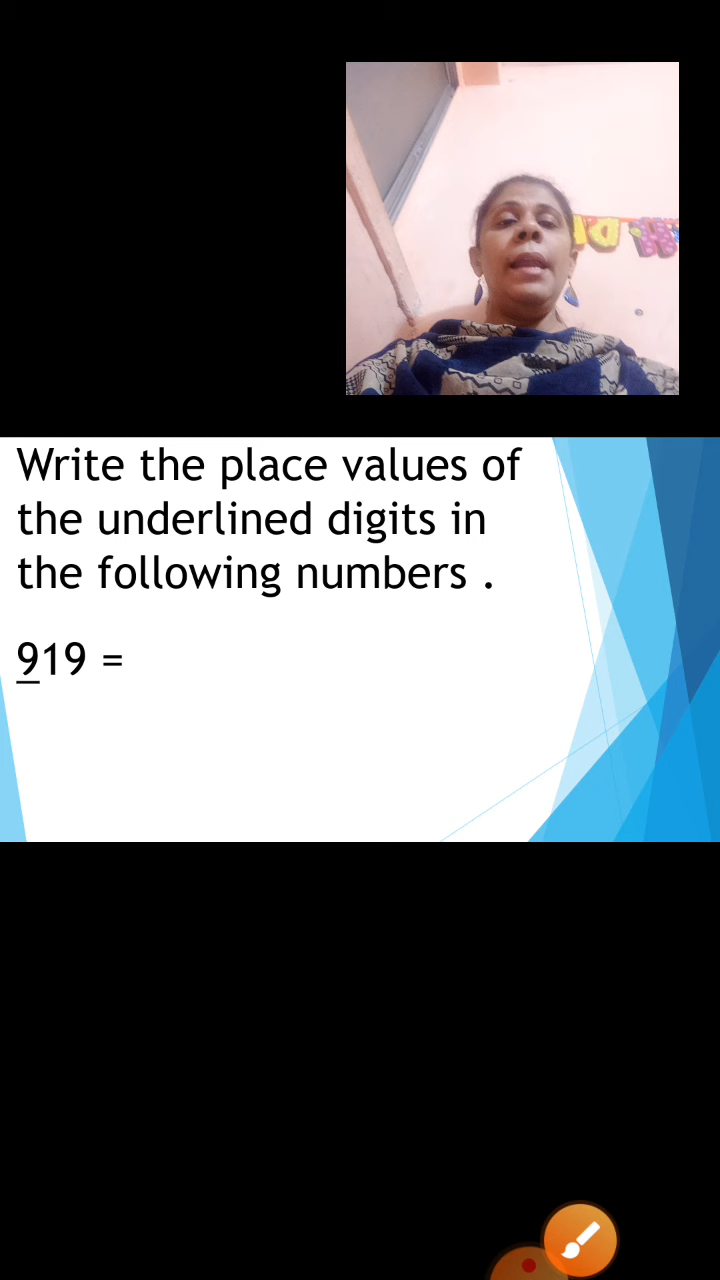 Write the place values of
the underlined digits in
the following numbers .
919 =